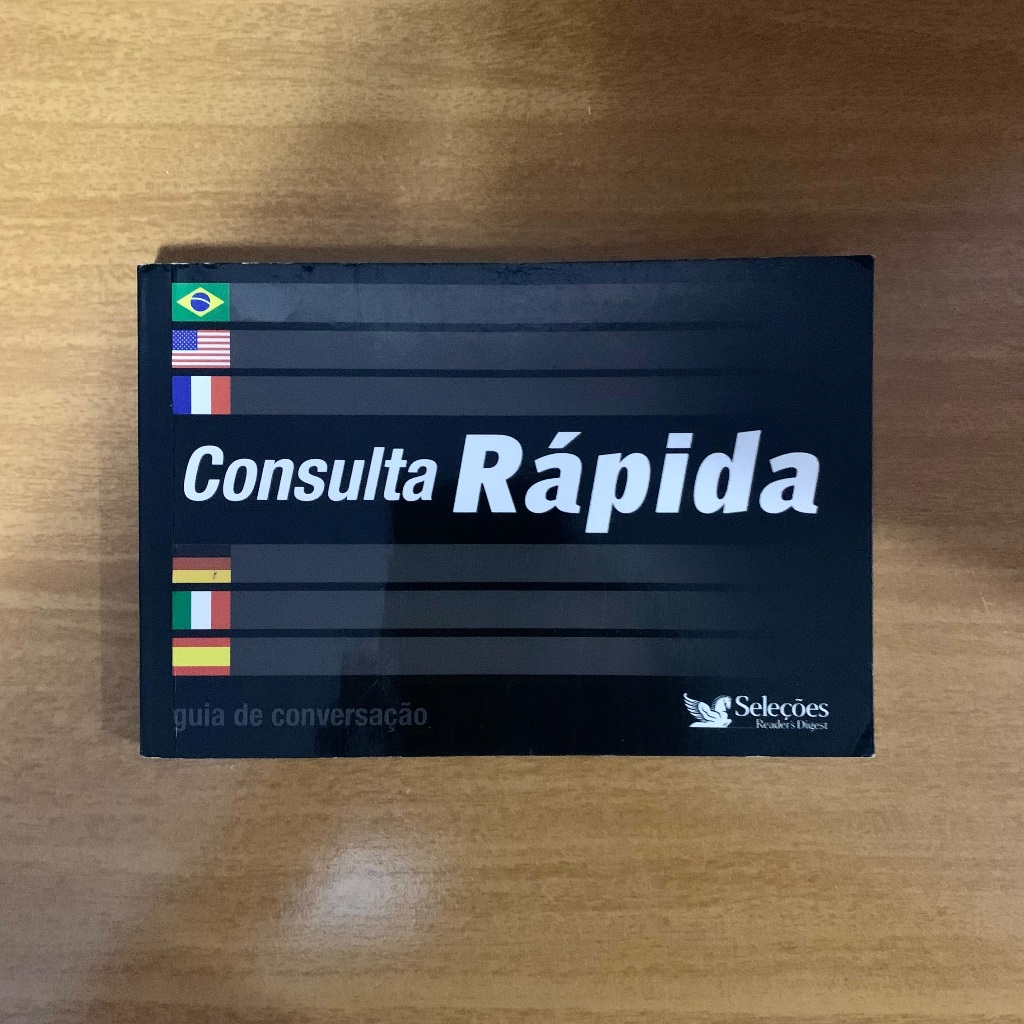 Consulta Rápida
guia de conversação
Seleções
Reader's Digest